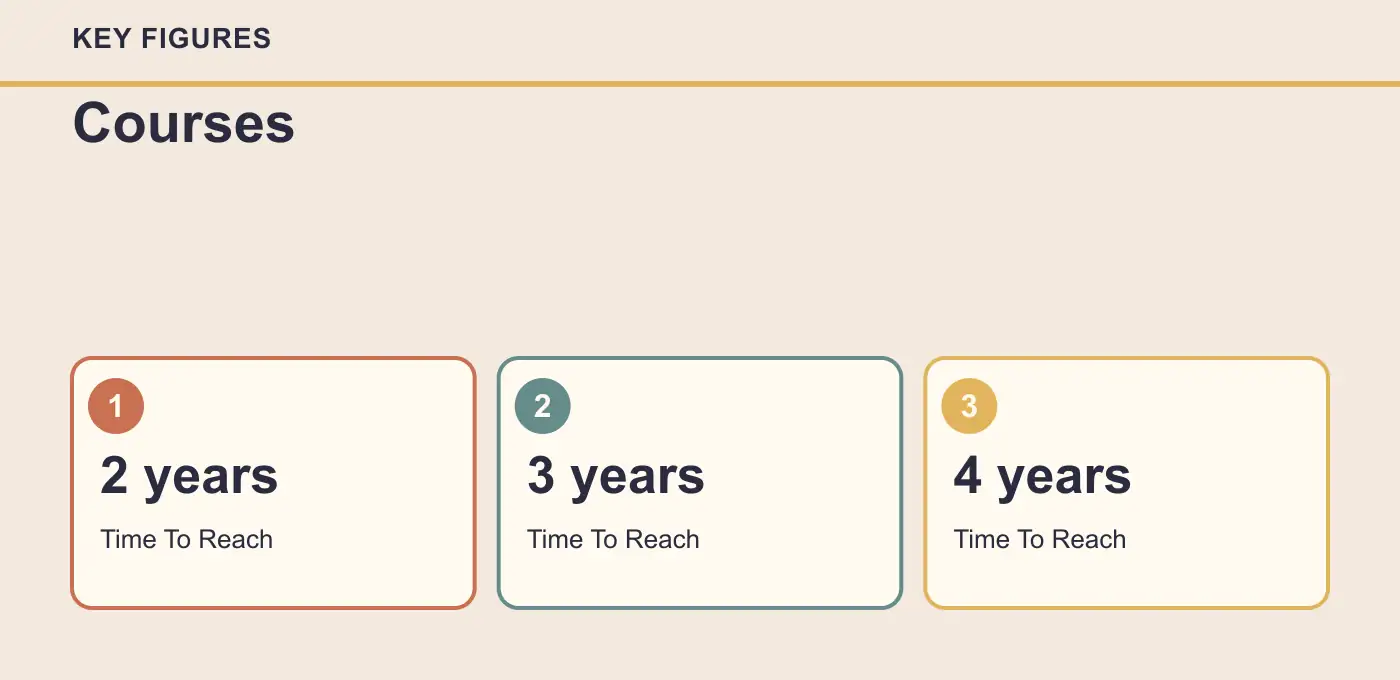 KEY FIGURES
Courses
1
2 years
Time To Reach
2
3 years
Time To Reach
3
4 years
Time To Reach